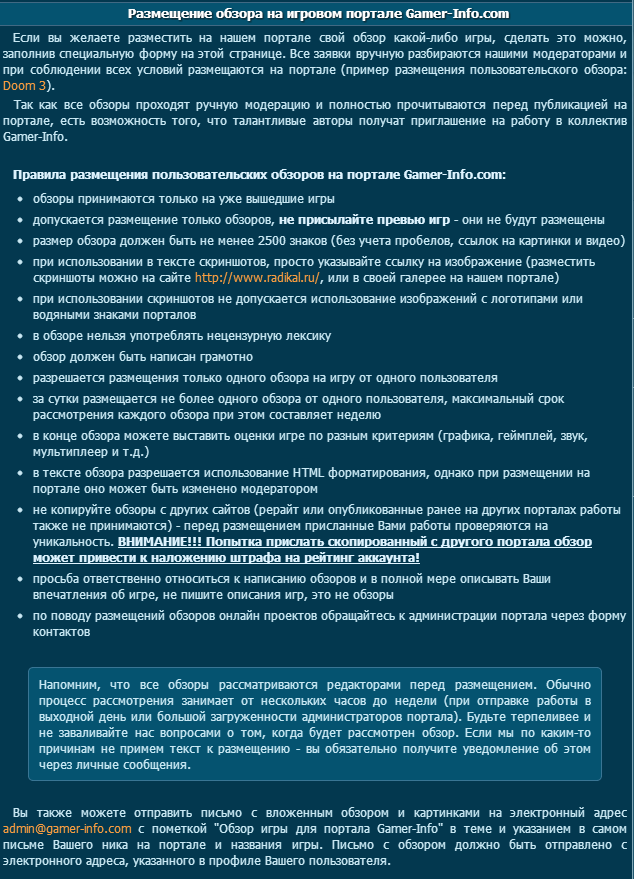 Размещение обзора на игровом портале Gamer-Info.com
Если вы желаете разместить на нашем портале свой обзор какой-либо игры, сделать это можно,
заполнив специальную форму на этой странице. Все заявки вручную разбираются нашими модераторами и
при соблюдении всех условий размещаются на портале (пример размещения пользовательского обзора:
Doom 3).
Так как все обзоры проходят ручную модерацию и полностью прочитываются перед публикацией на
портале, есть возможность того, что талантливые авторы получат приглашение на работу в коллектив
Gamer-Info.
Правила размещения пользовательских обзоров на портале Gamer-Info.com:
• обзоры принимаются только на уже вышедшие игры
• допускается размещение только обзоров, не присылайте превью игр - они не будут размещены
• размер обзора должен быть не менее 2500 знаков (без учета пробелов, ссылок на картинки и видео)
• при использовании в тексте скриншотов, просто указывайте ссылку на изображение (разместить
скриншоты можно на сайте http://www.radikal.ru/, или в своей галерее на нашем портале)
• при использовании скриншотов не допускается использование изображений с логотипами или
водяными знаками порталов
• в обзоре нельзя употреблять нецензурную лексику
• обзор должен быть написан грамотно
• разрешается размещения только одного обзора на игру от одного пользователя
• за сутки размещается не более одного обзора от одного пользователя, максимальный срок
рассмотрения каждого обзора при этом составляет неделю
• в конце обзора можете выставить оценки игре по разным критериям (графика, геймплей, звук,
мультиплеер и т.д.)
• в тексте обзора разрешается использование HTML форматирования, однако при размещении на
портале оно может быть изменено модератором
• не копируйте обзоры с других сайтов (рерайт или опубликованные ранее на других порталах работы
также не принимаются) - перед размещением присланные Вами работы проверяются на
уникальность. ВНИМАНИЕ!!! Попытка прислать скопированный с другого портала обзор
может привести к наложению штрафа на рейтинг аккаунта!
• просьба ответственно относиться к написанию обзоров и в полной мере описывать Ваши
впечатления об игре, не пишите описания игр, это не обзоры
• по поводу размещений обзоров онлайн проектов обращайтесь к администрации портала через форму
контактов
Напомним, что все обзоры рассматриваются редакторами перед размещением. Обычно
процесс рассмотрения занимает от нескольких часов до недели (при отправке работы в
выходной день или большой загруженности администраторов портала). Будьте терпеливее и
не заваливайте нас вопросами о том, когда будет рассмотрен обзор. Если мы по каким-то
причинам не примем текст к размещению - вы обязательно получите уведомление об этом
через личные сообщения.
Вы также можете отправить письмо с вложенным обзором и картинками на электронный адрес
admin@gamer-info.com с пометкой "Обзор игры для портала Gamer-Info" в теме и указанием в самом
письме Вашего ника на портале и названия игры. Письмо с обзором должно быть отправлено с
электронного адреса, указанного в профиле Вашего пользователя.